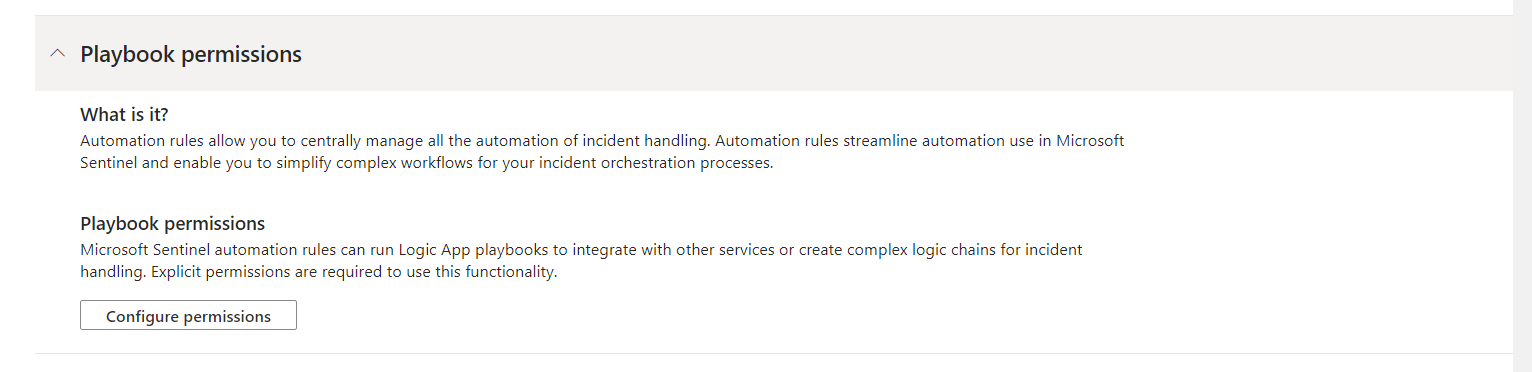 Playbook permissions
What is it?
Automation rules allow you to centrally manage all the automation of incident handling. Automation rules streamline automation use in Microsoft
Sentinel and enable you to simplify complex workflows for your incident orchestration processes.
Playbook permissions
Microsoft Sentinel automation rules can run Logic App playbooks to integrate with other services or create complex logic chains for incident
handling. Explicit permissions are required to use this functionality.
Configure permissions